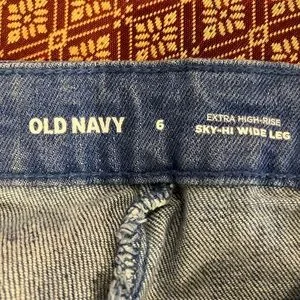 OLD NAVY
6
EXTRA HIGH-RISE
SKY-HI WIDE LEG